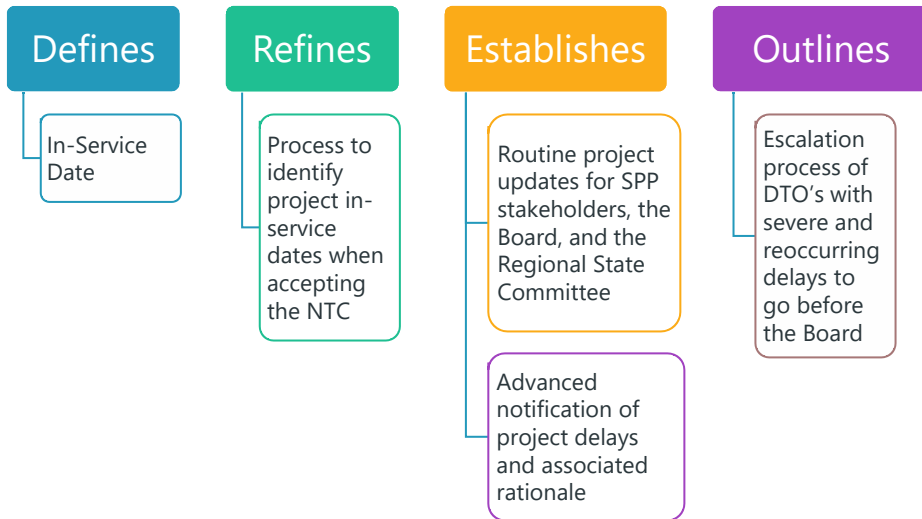 Defines
In-Service
Date
Refines
Process to
identify
project in-
service
dates when
accepting
the NTC
Establishes
Routine project
updates for SPP
stakeholders, the
Board, and the
Regional State
Committee
Advanced
notification of
project delays
and associated
rationale
Outlines
Escalation
process of
DTO's with
severe and
reoccurring
delays to
go before
the Board